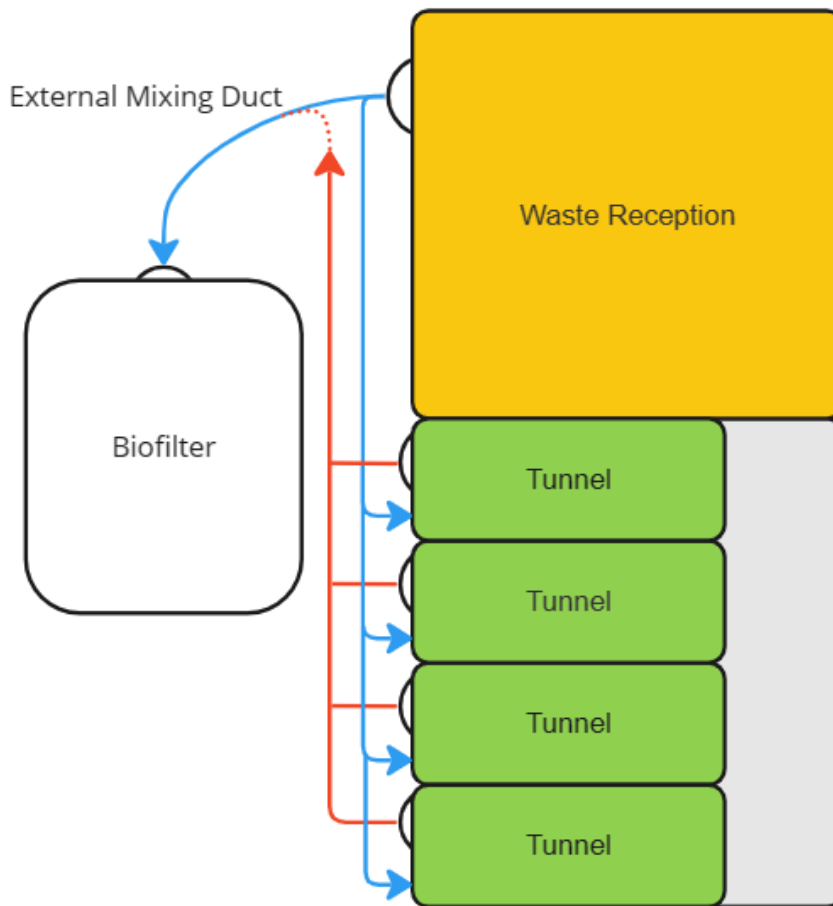 External Mixing Duct
Waste Reception
Biofilter
Tunnel
Tunnel
Tunnel
Tunnel